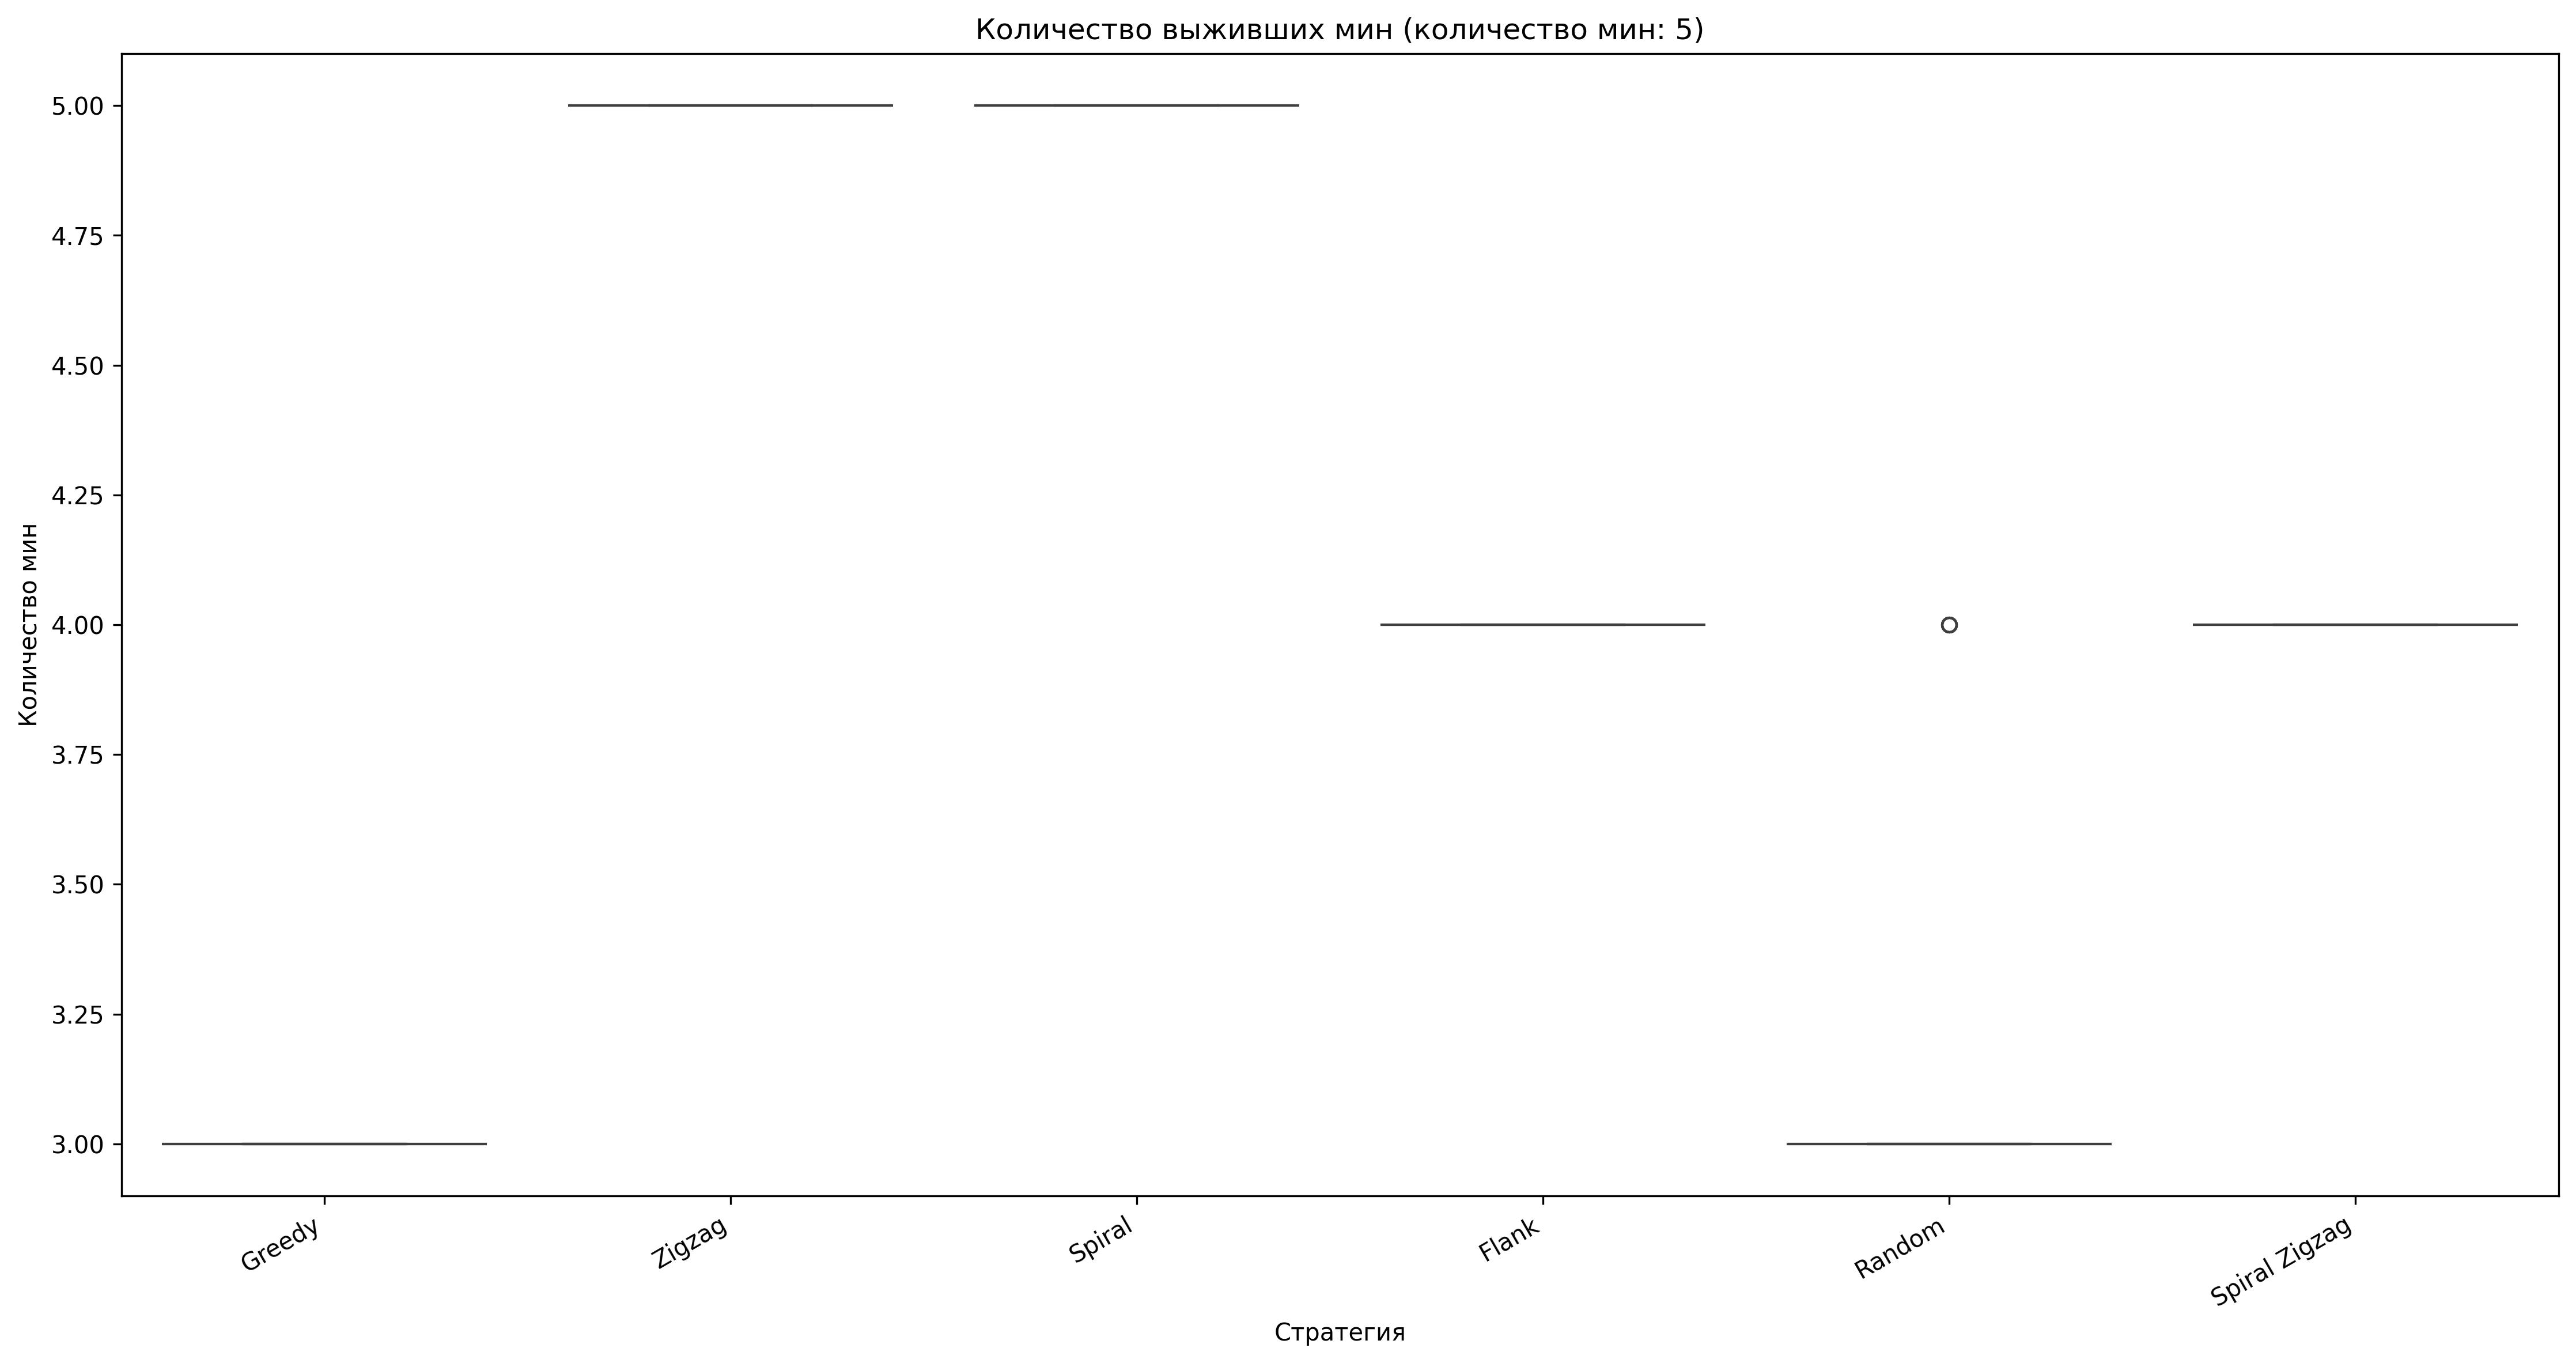 Количество выживших мин (количество мин: 5)
Количество мин
5.00
4.75
4.50
4.25
4.00
3.75
3.50
3.25
3.00
Greedy
Zigzag
Spiral
Flank
Random
Spiral Zigzag
Стратегия